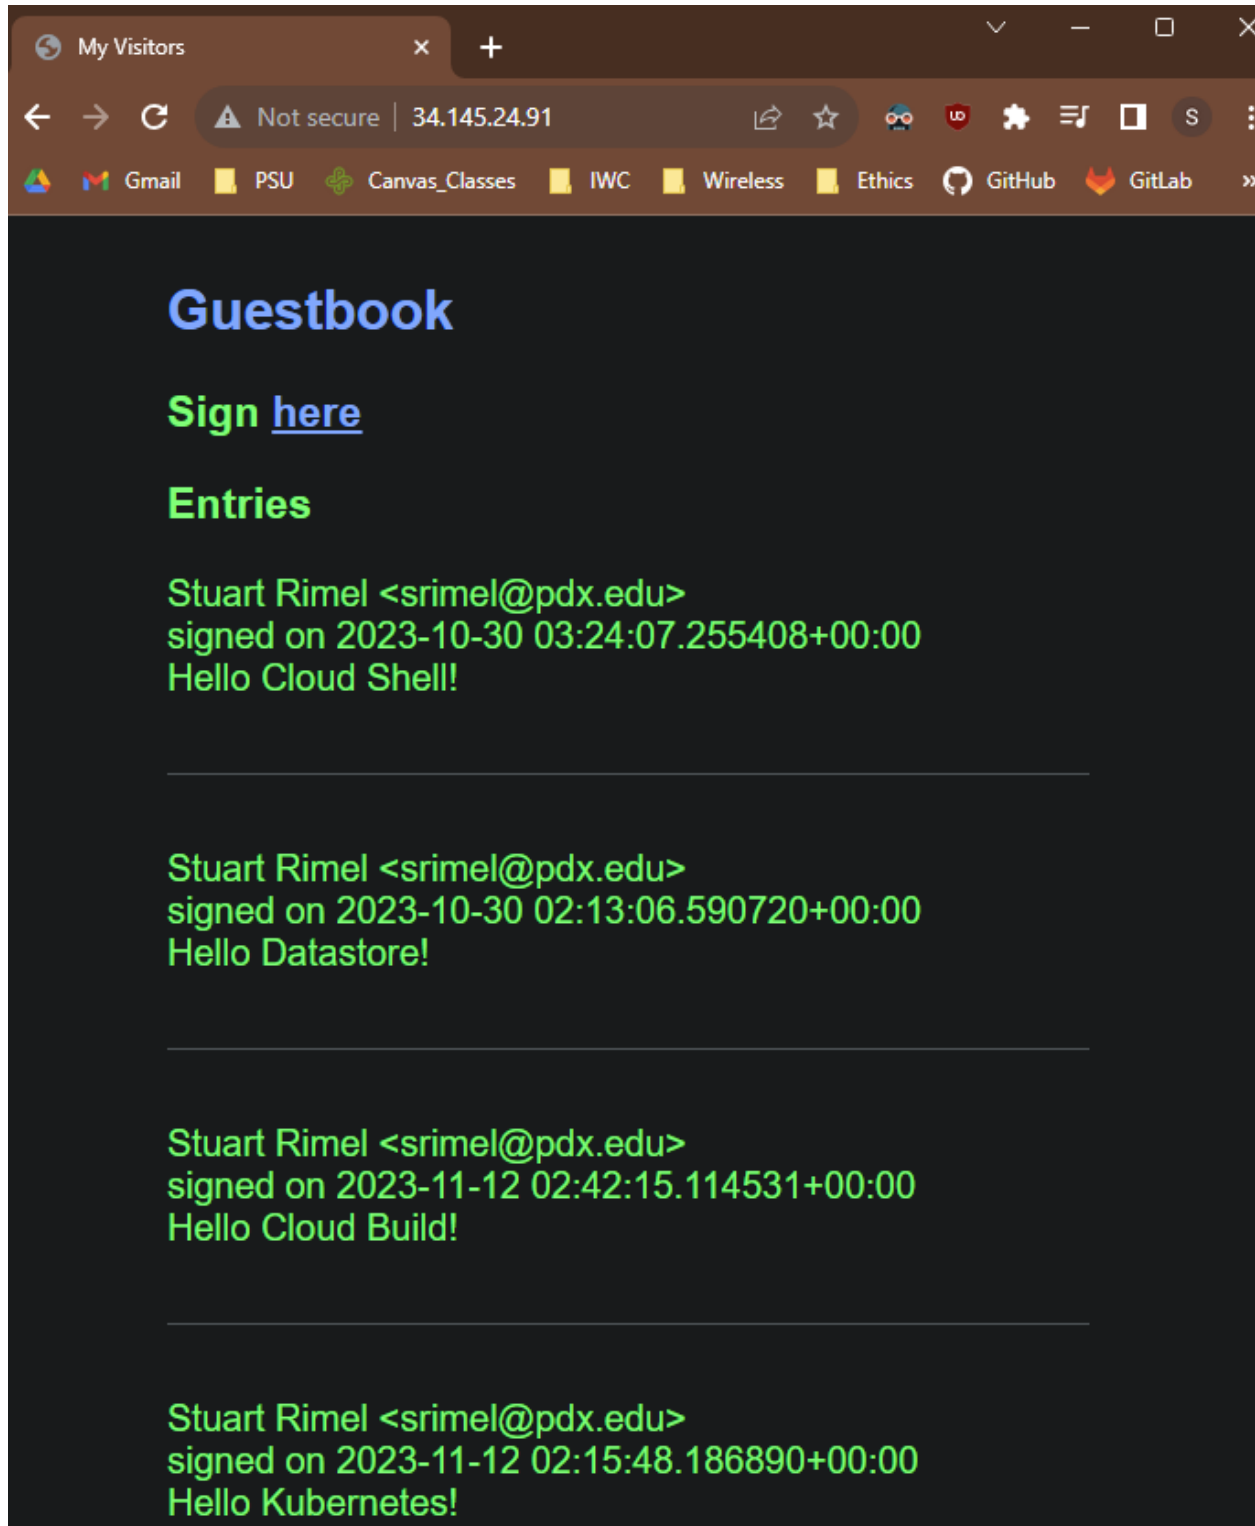 My Visitors
Not secure 34.145.24.91
UD
S
Gmail PSU Canvas_Classes IWC Wireless Ethics GitHub GitLab »
Guestbook
Sign here
Entries
Stuart Rimel <srimel@pdx.edu>
signed on 2023-10-30 03:24:07.255408+00:00
Hello Cloud Shell!
Stuart Rimel <srimel@pdx.edu>
signed on 2023-10-30 02:13:06.590720+00:00
Hello Datastore!
Stuart Rimel <srimel@pdx.edu>
signed on 2023-11-12 02:42:15.114531+00:00
Hello Cloud Build!
Stuart Rimel <srimel@pdx.edu>
signed on 2023-11-12 02:15:48.186890+00:00
Hello Kubernetes!